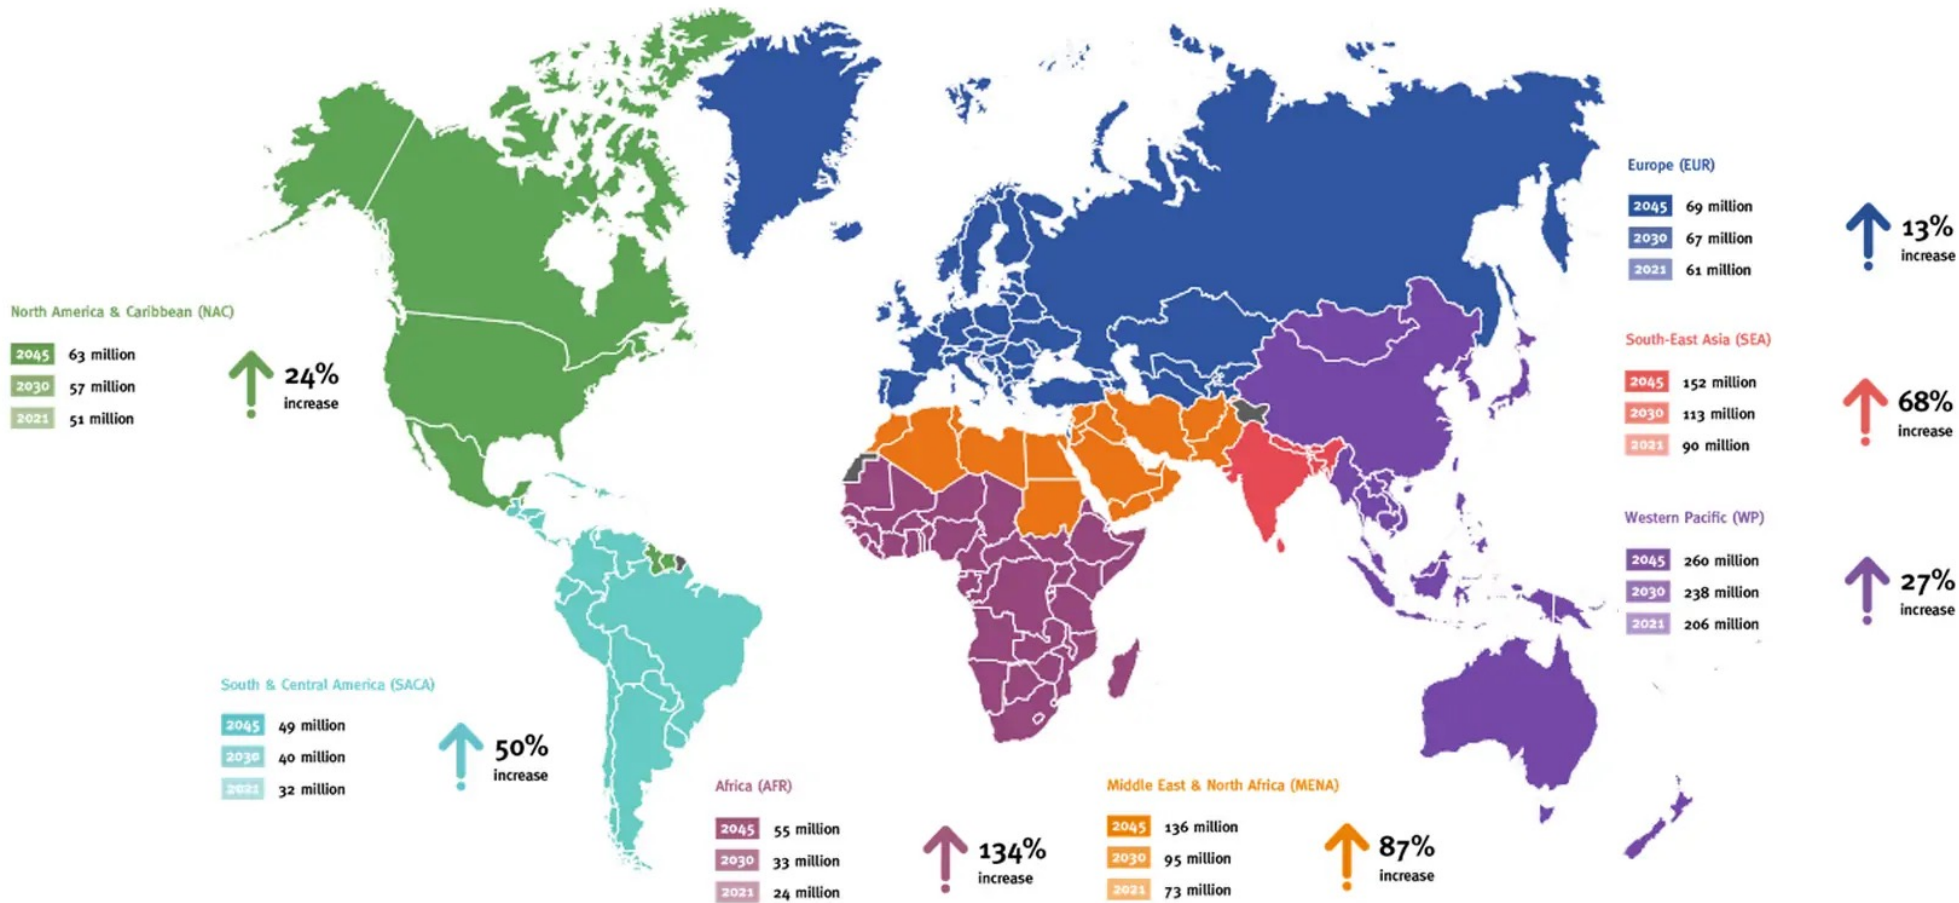 North America & Caribbean (NAC)
2045 63 million
2030 57 million
2021 51 million
24%
increase
South & Central America (SACA)
2045 49 million
2030 40 million
2021 32 million
50%
increase
Africa (AFR)
2045 55 million
2030 33 million
2021 24 million
134%
increase
Middle East & North Africa (MENA)
2045 136 million
2030 95 million
2021 73 million
87%
increase
Europe (EUR)
2045 69 million
2030 67 million
2021 61 million
13%
increase
South-East Asia (SEA)
2045 152 million
2030 113 million
2021 90 million
68%
increase
Western Pacific (WP)
2045 260 million
2030 238 million
2021 206 million
27%
increase